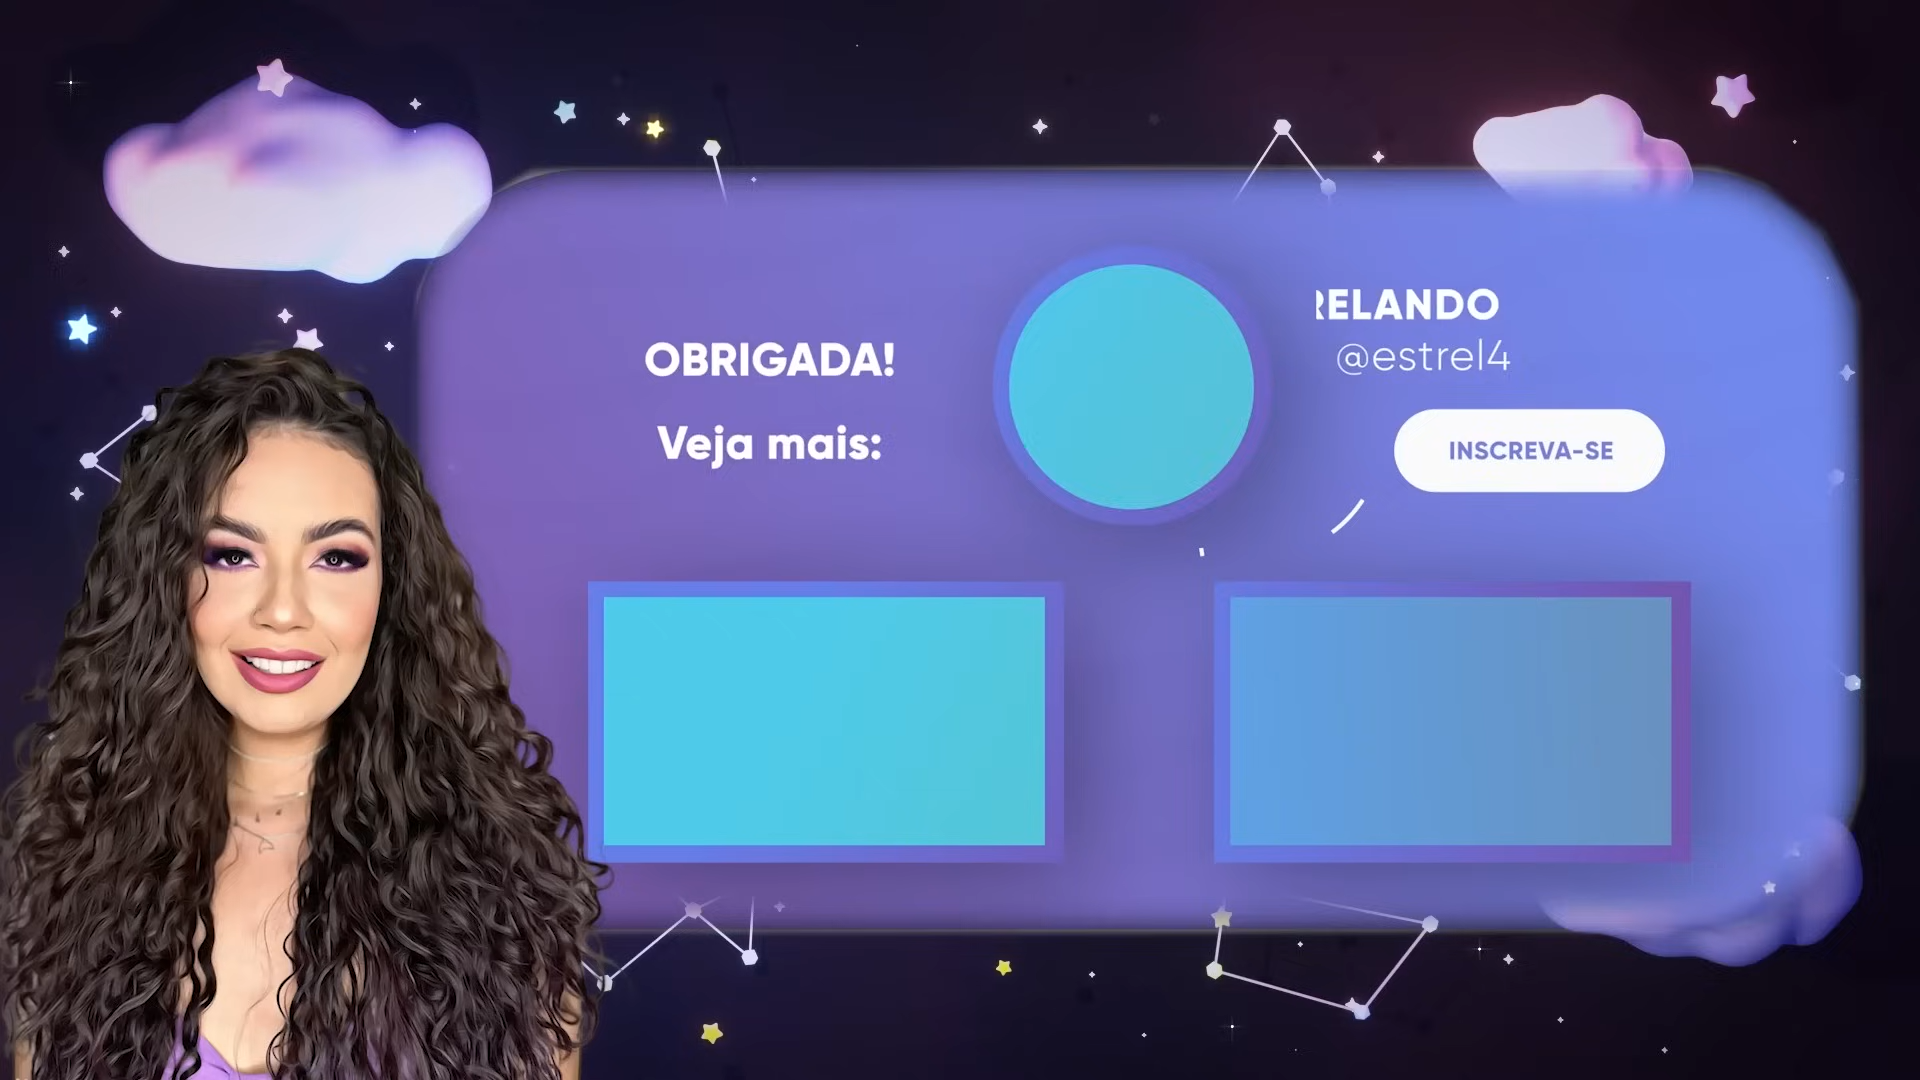 OBRIGADA!
Veja mais:
RELANDO
@estrel4
INSCREVA-SE